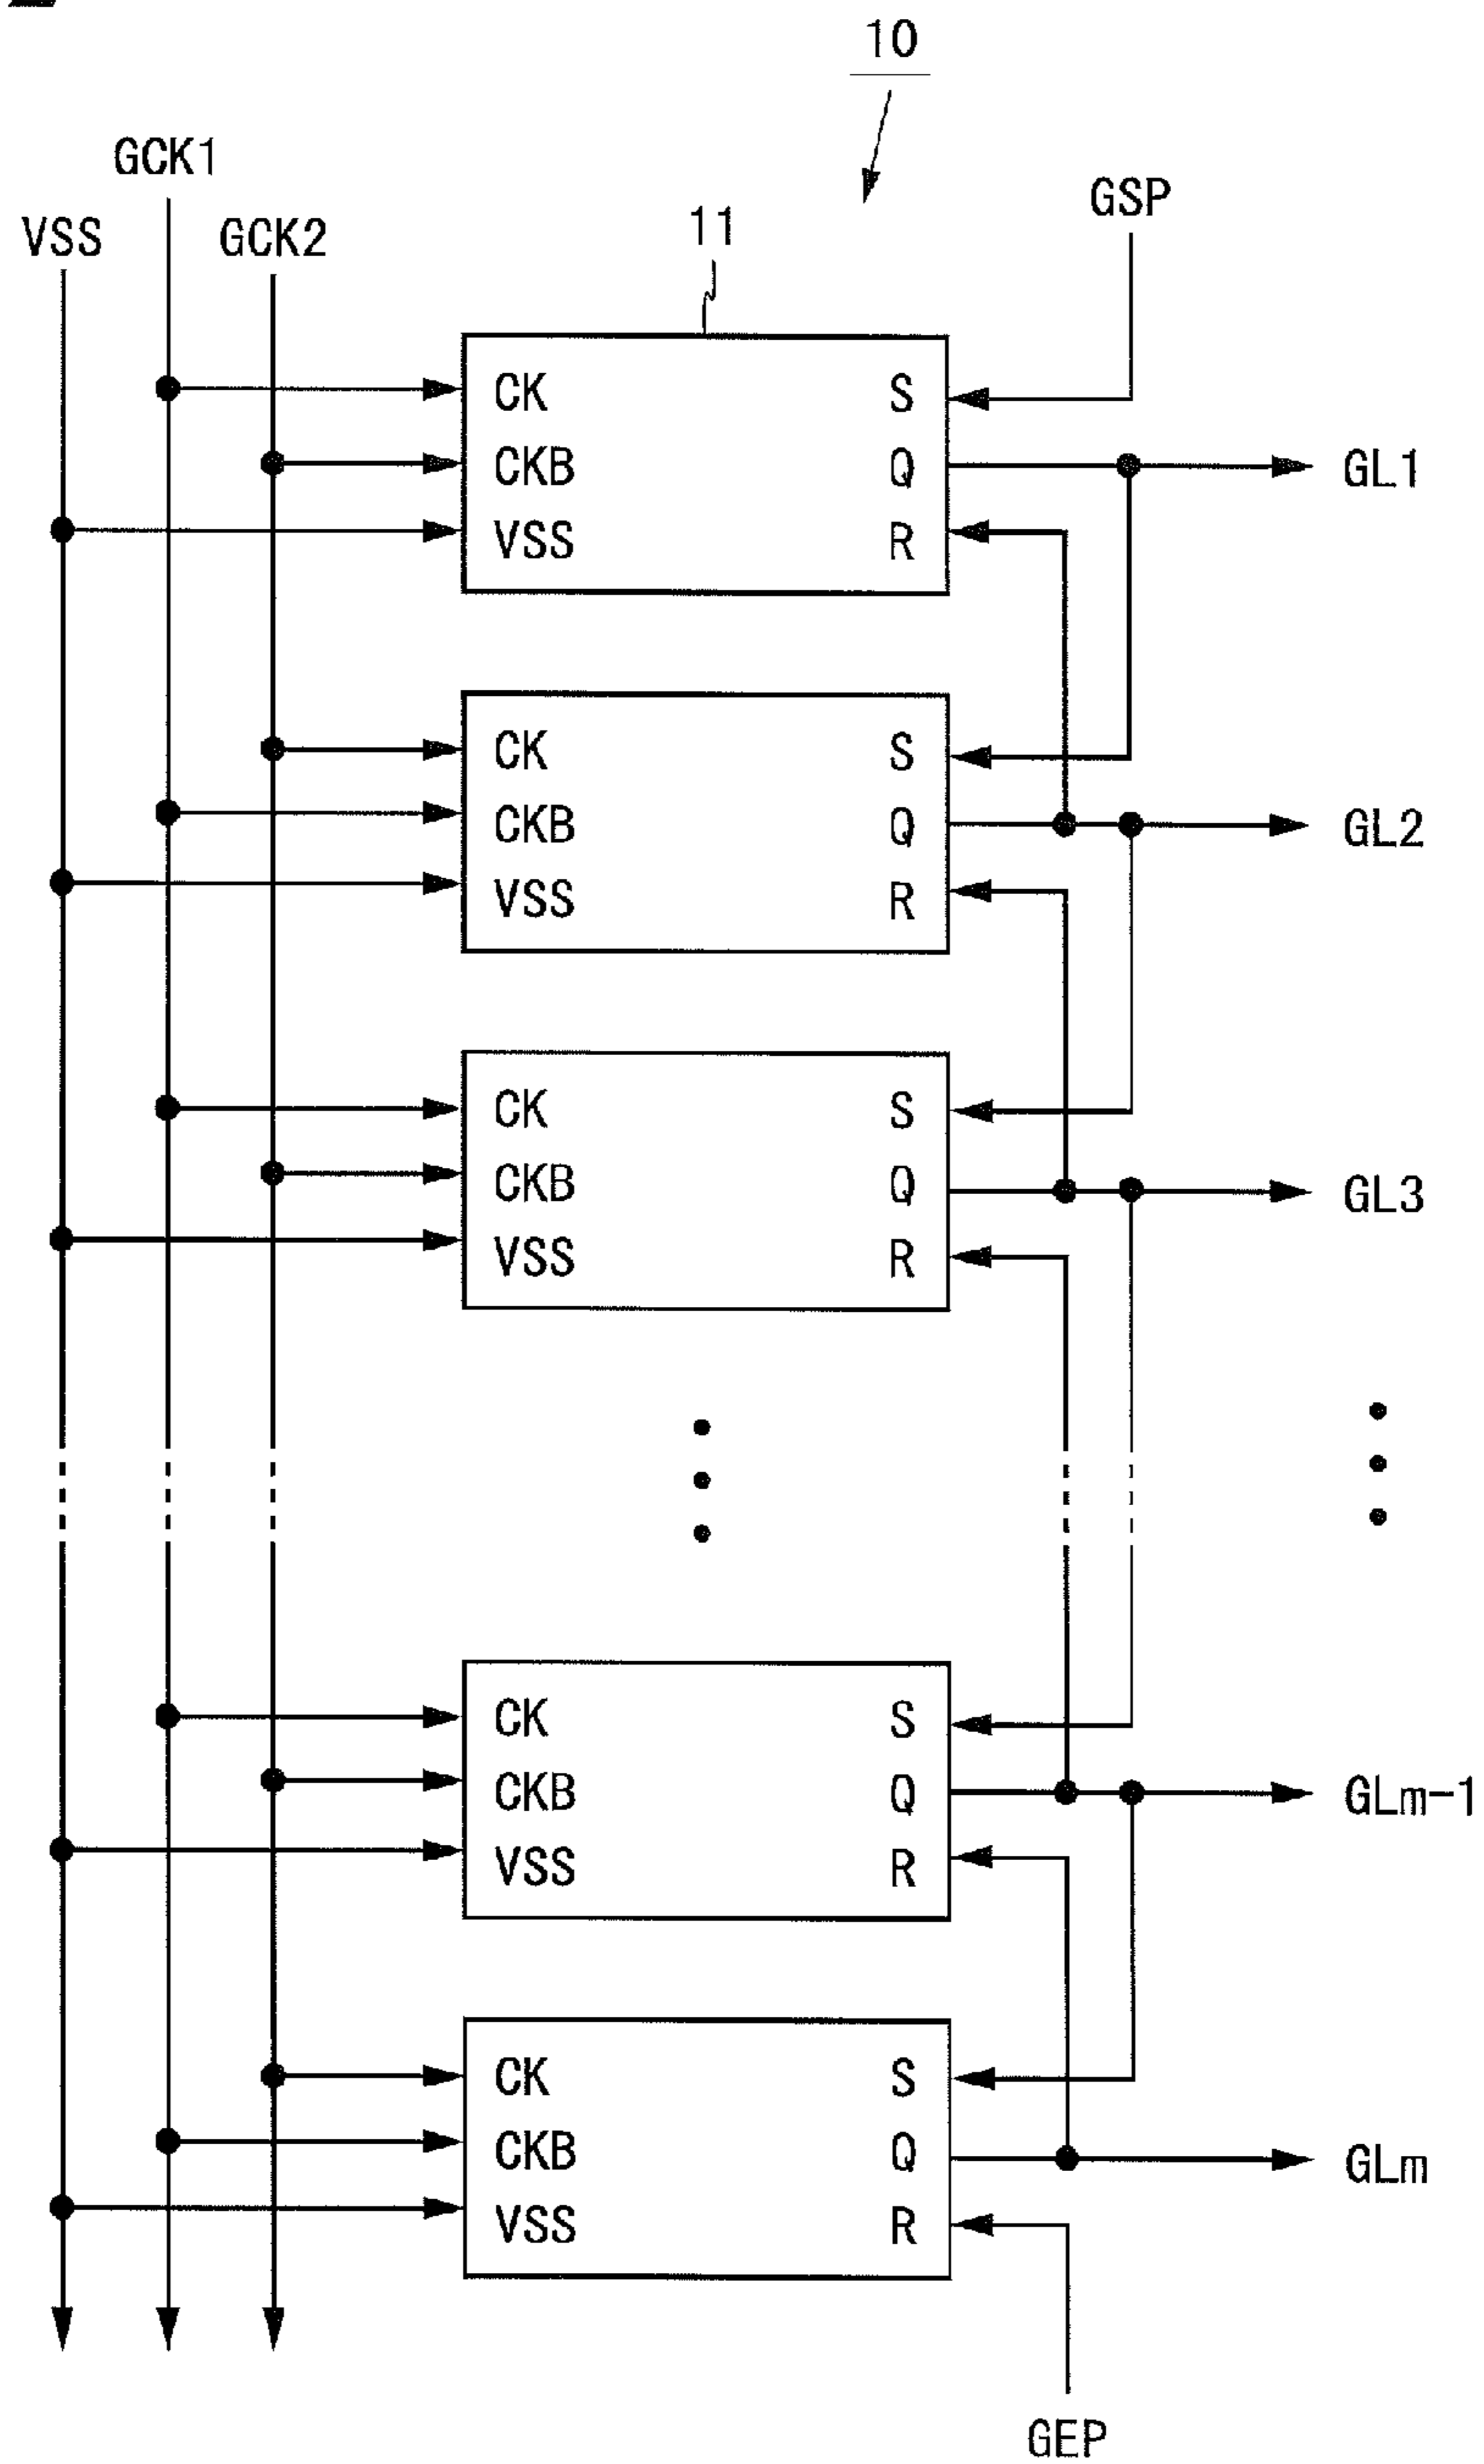 10
GCK1
GSP
VSS
GCK2
11
CK S
CKB Q GL1
VSS R
CK S
CKB Q GL2
VSS R
CK S
CKB Q GL3
VSS R
CK S
CKB Q GLm-1
VSS R
CK S
CKB Q GLm
VSS R
GEP